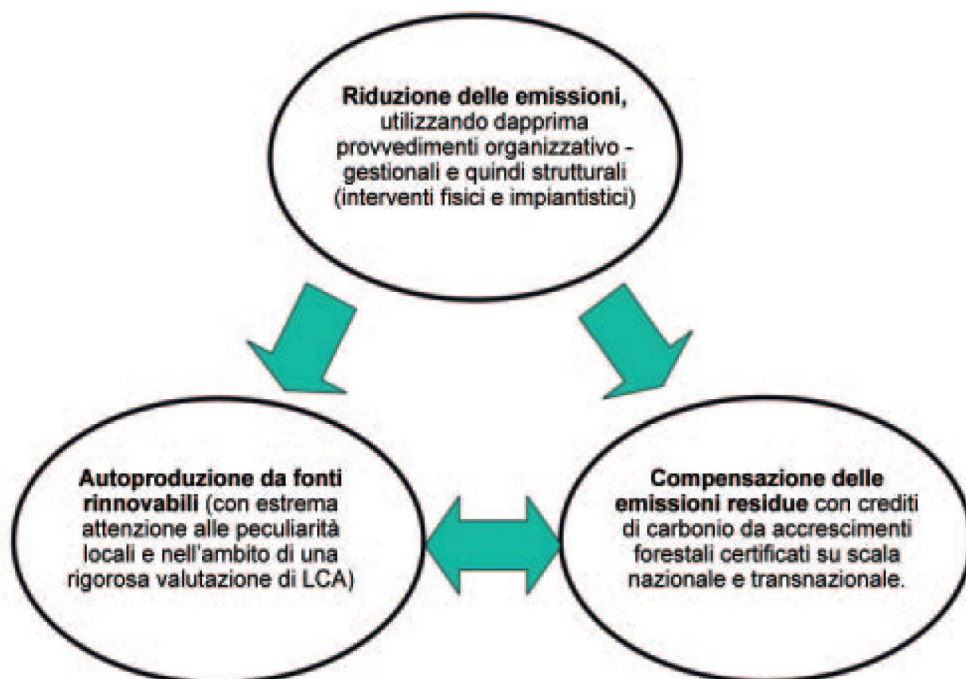 Riduzione delle emissioni,
utilizzando dapprima
provvedimenti organizzativo -
gestionali e quindi strutturali
(interventi fisici e impiantistici)
Autoproduzione da fonti
rinnovabili (con estrema
attenzione alle peculiarità
locali e nell'ambito di una
rigorosa valutazione di LCA)
Compensazione delle
emissioni residue con crediti
di carbonio da accrescimenti
forestali certificati su scala
nazionale e transnazionale.